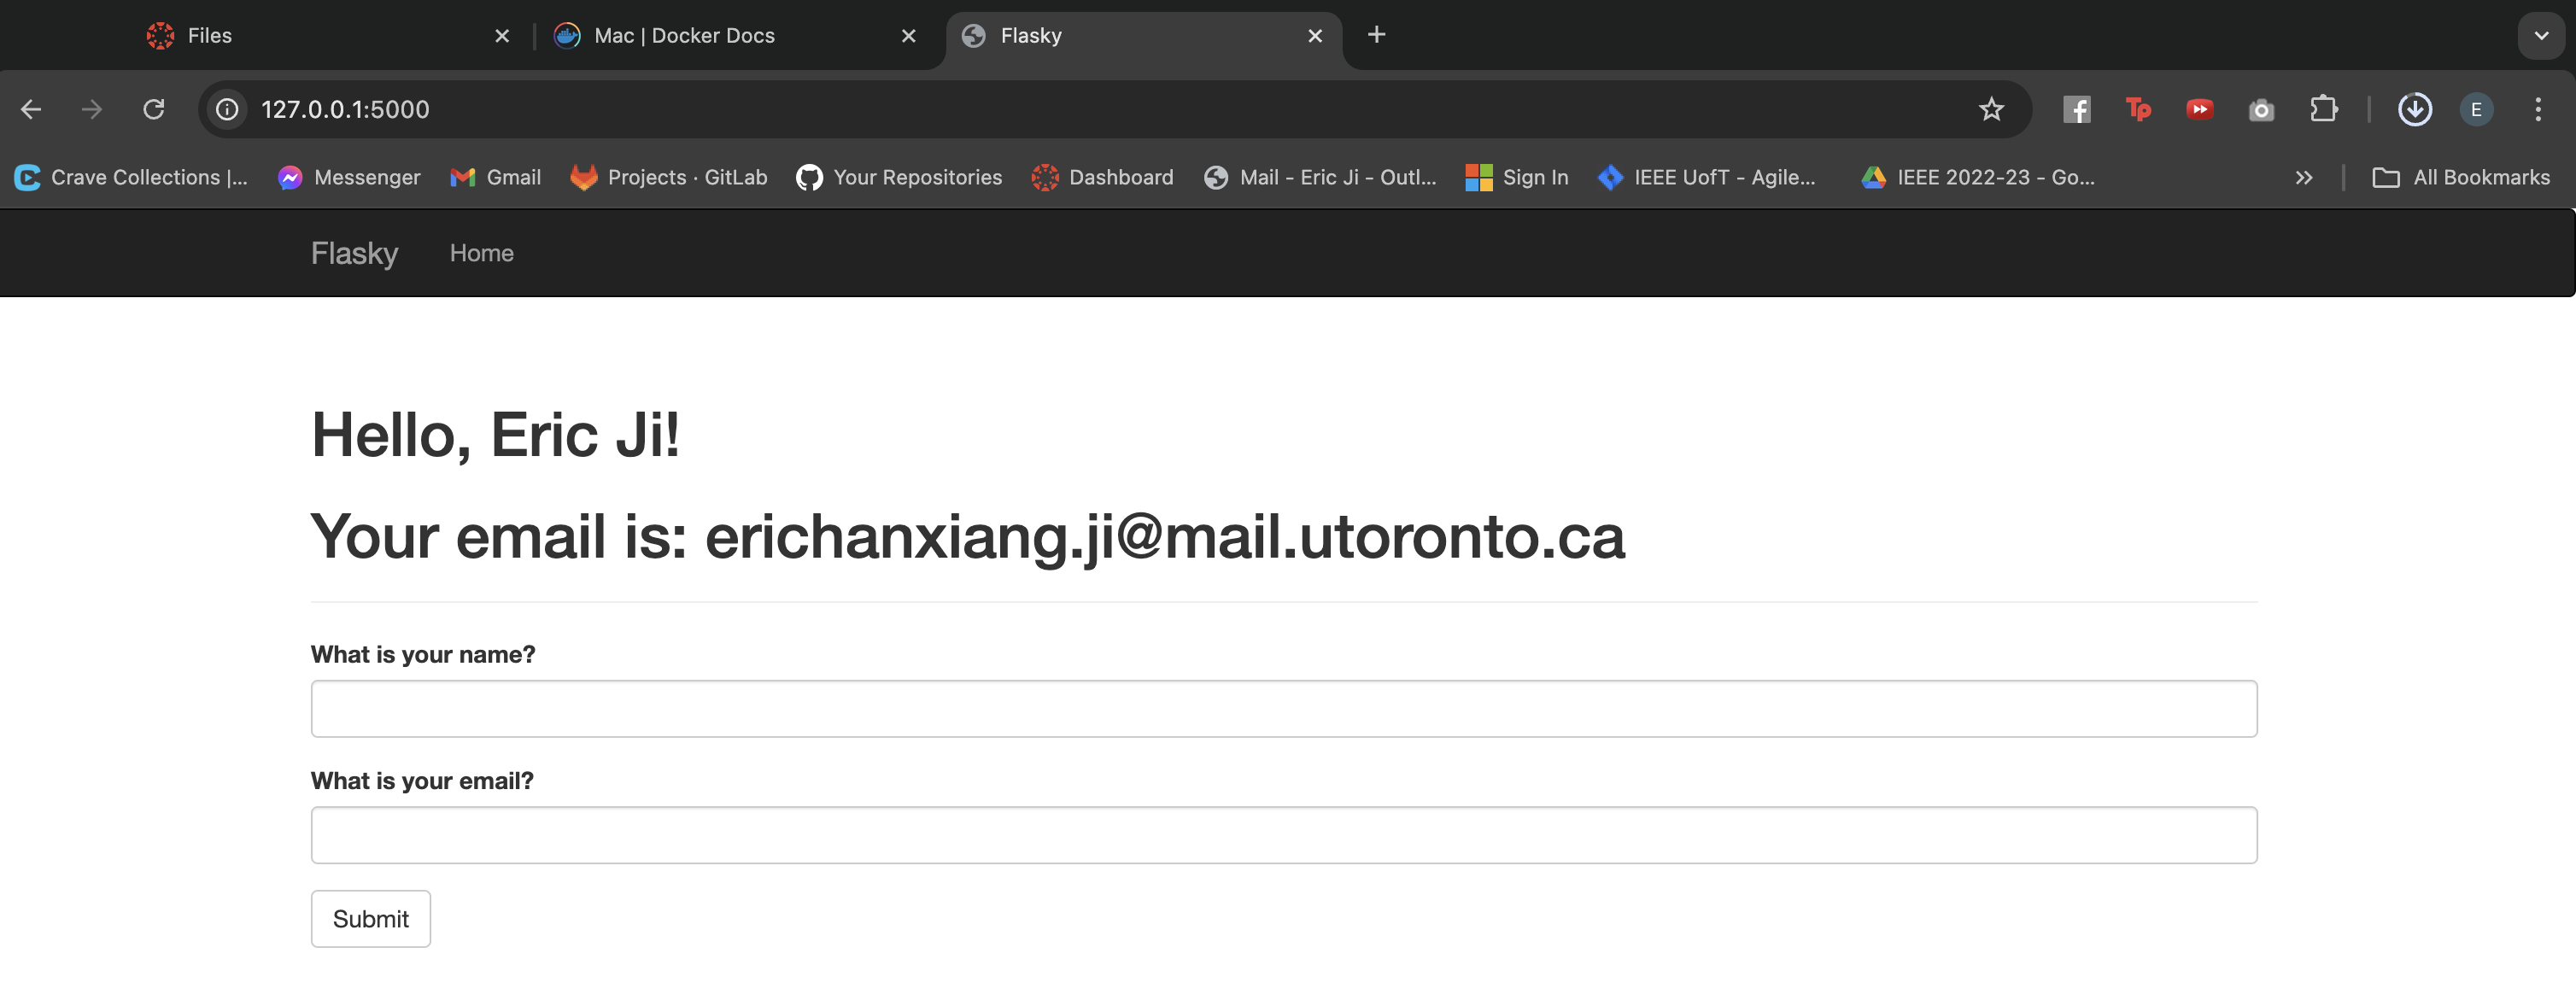 Files
Mac | Docker Docs
Flasky
127.0.0.1:5000
Tp
E
Crave Collections |...
Messenger
Gmail
Projects · GitLab
Your Repositories
Dashboard
Mail - Eric Ji - Outl...
Sign In
IEEE UofT - Agile...
IEEE 2022-23 - Go...
All Bookmarks
Flasky
Home
Hello, Eric Ji!
Your email is: erichanxiang.ji@mail.utoronto.ca
What is your name?
What is your email?
Submit